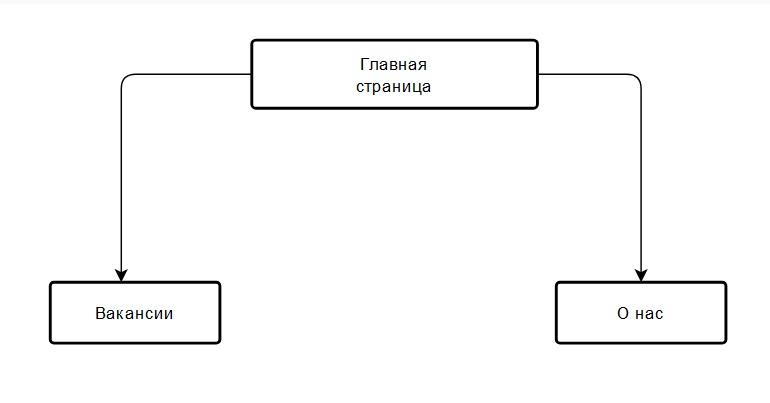 Главная
страница
Вакансии
О нас